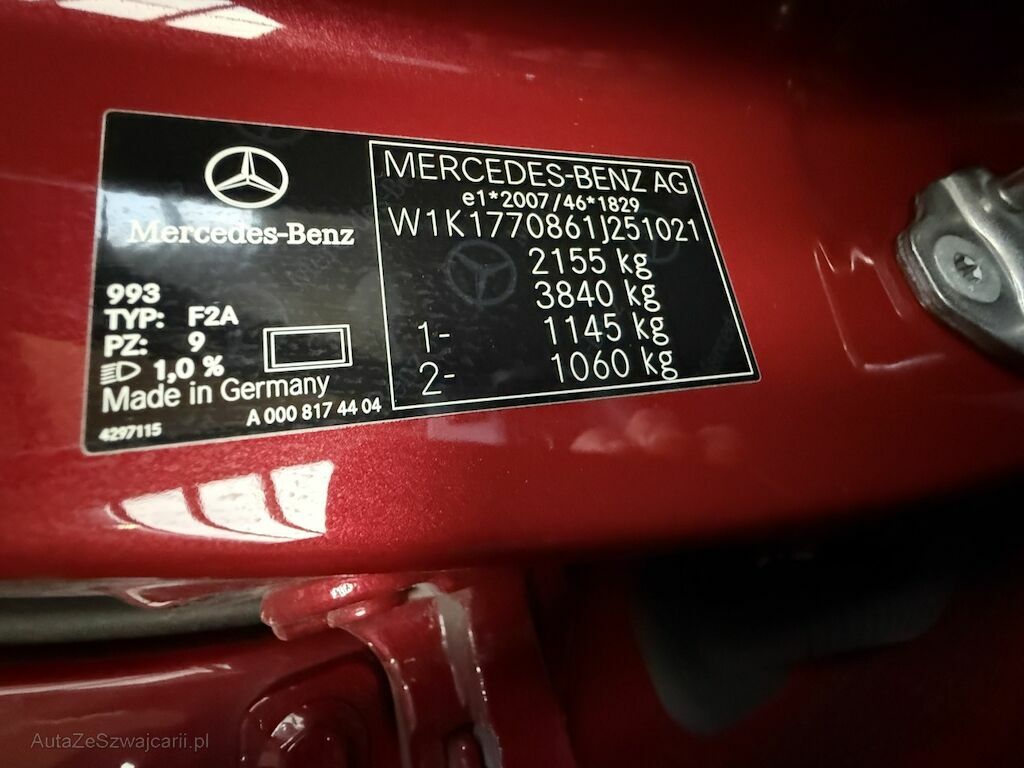 Mercedes-Benz
993
TYP: F2A
PZ: 9
1,0 %
Made in Germany
A 000 817 44 04
4297115
MERCEDES-BENZ AG
e1*2007/46*1829
W1K1770861J251021
2155 kg
3840 kg
1- 1145 kg
2- 1060 kg
AutaZeSzwajcarii.pl